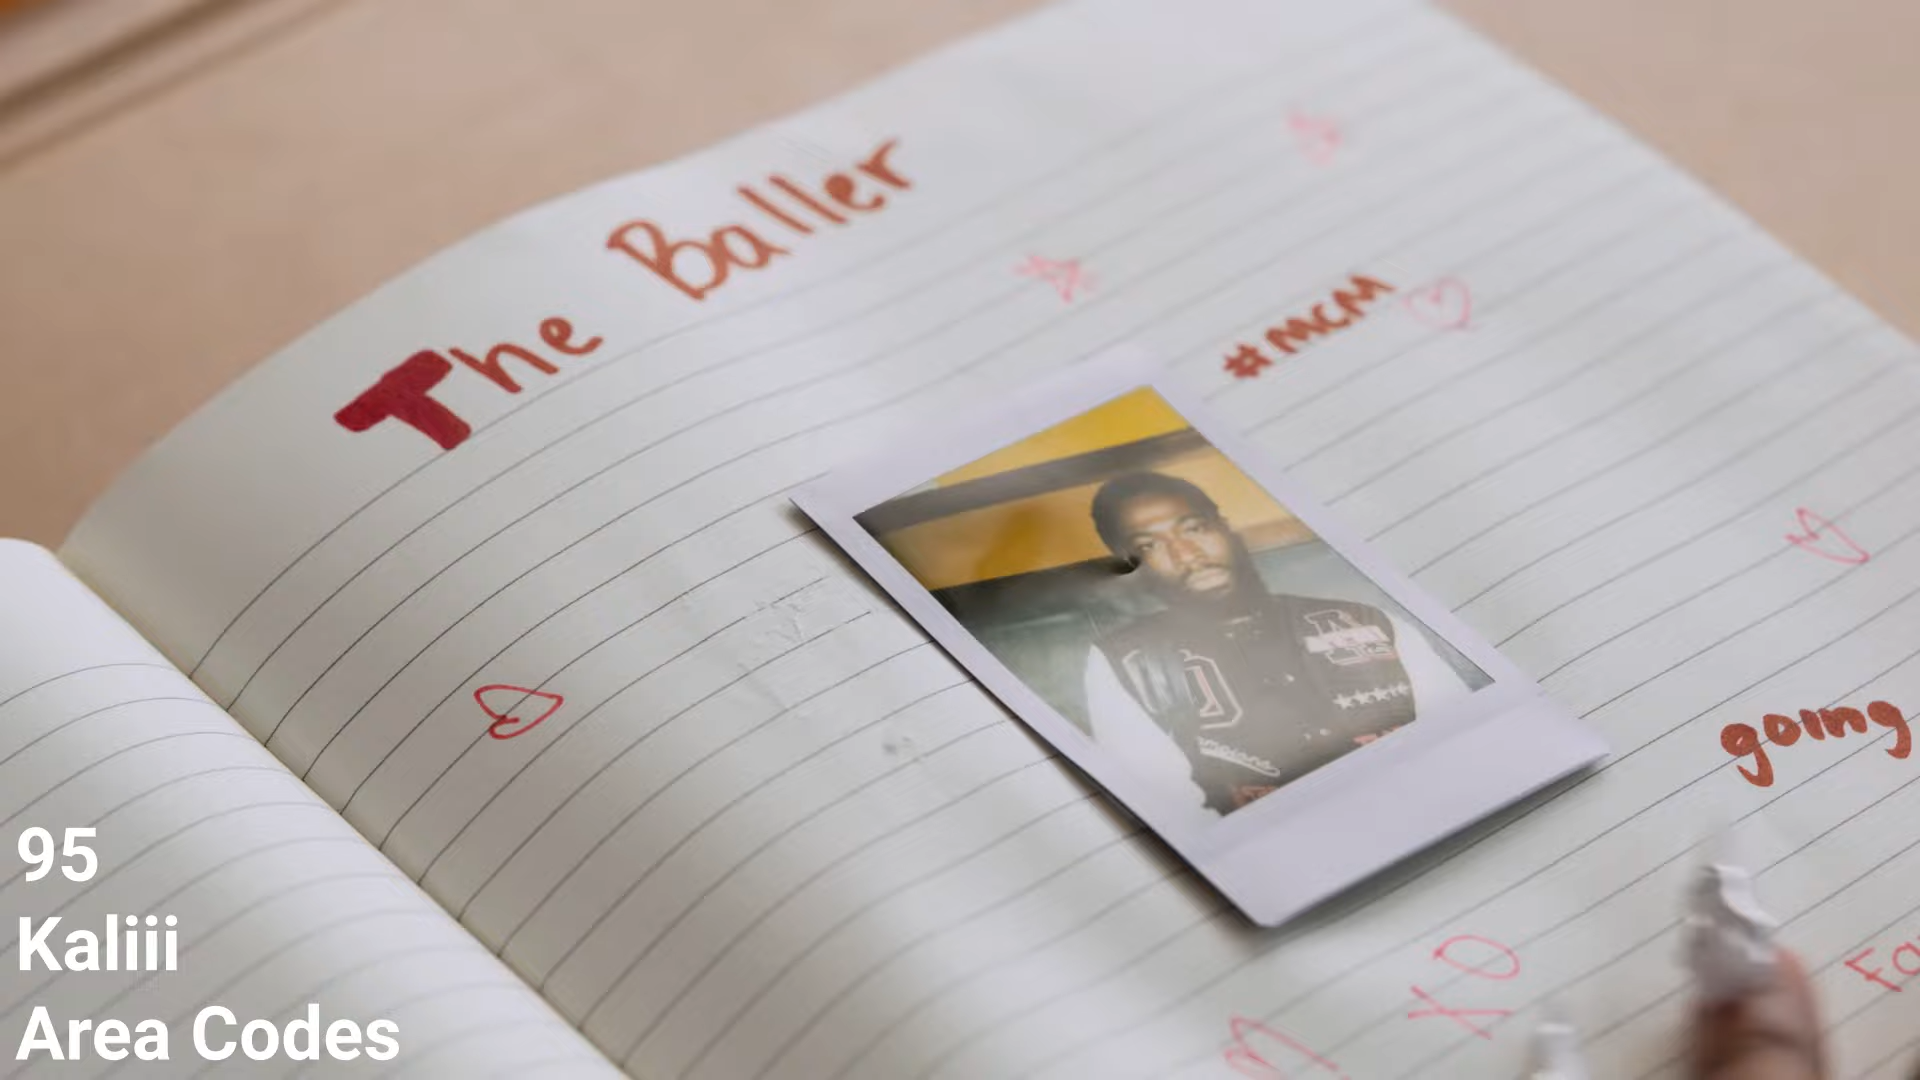 The Baller
#MCM
going
XO
95
Kaliii
Area Codes